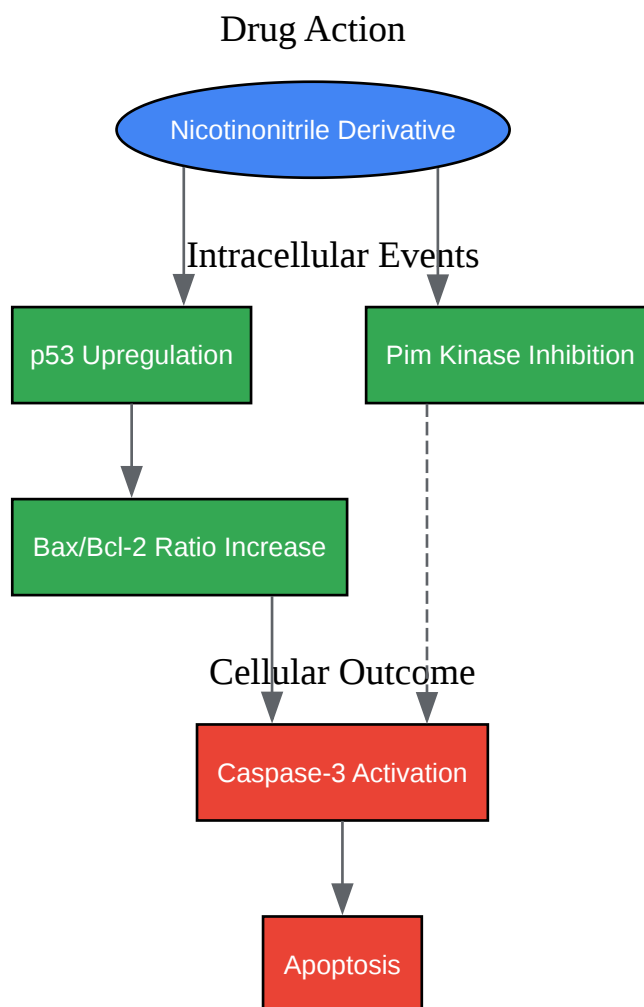 Drug Action
Nicotinonitrile Derivative
Intracellular Events
p53 Upregulation
Pim Kinase Inhibition
Bax/Bcl-2 Ratio Increase
Cellular Outcome
Caspase-3 Activation
Apoptosis